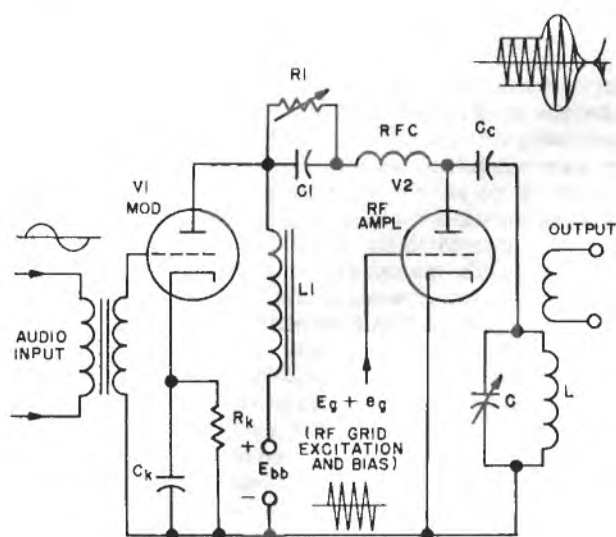 R1
RFC
Cc
C1
V1
MOD
V2
RF
AMPL
OUTPUT
L1
AUDIO
INPUT
Eg + eg
C
L
Rk
+
Ebb
(RF GRID
EXCITATION
AND BIAS)
Ck
−